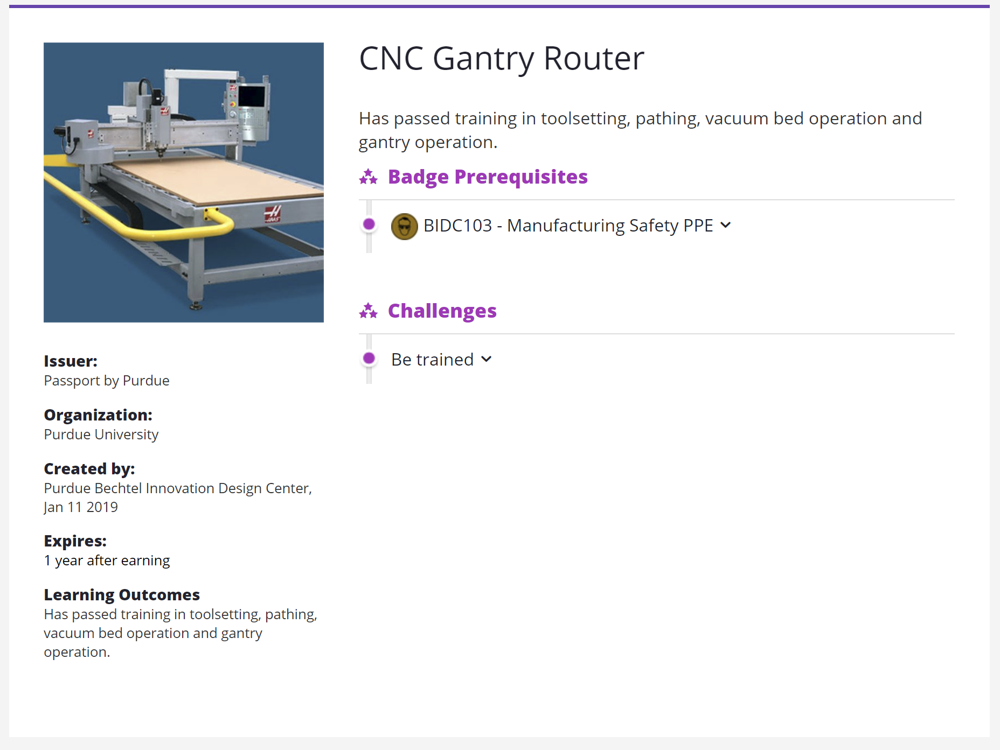 CNC Gantry Router
Has passed training in toolsetting, pathing, vacuum bed operation and
gantry operation.
Badge Prerequisites
BIDC103 - Manufacturing Safety PPE
Challenges
Be trained
HAAS
Issuer:
Passport by Purdue
Organization:
Purdue University
Created by:
Purdue Bechtel Innovation Design Center,
Jan 11 2019
Expires:
1 year after earning
Learning Outcomes
Has passed training in toolsetting, pathing,
vacuum bed operation and gantry
operation.